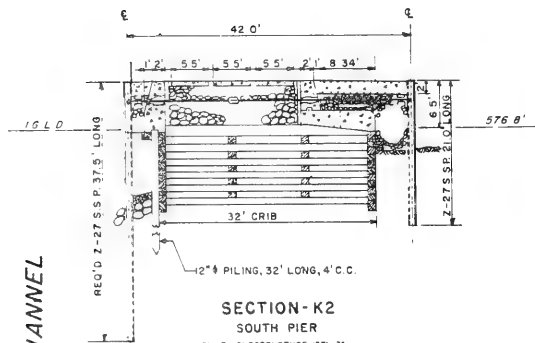 ℄ ℄
42 0'
1' 2' 5.5' 5.5' 5.5' 2' 1' 8 34'
2'
6 5'
I G L D 576 8'
REQ'D Z-27 S.S.P. 37.5' LONG
Z-27 S.S.P. 21.0' LONG
32' CRIB
12" ϕ PILING, 32' LONG, 4' C.C.
SECTION-K2
SOUTH PIER